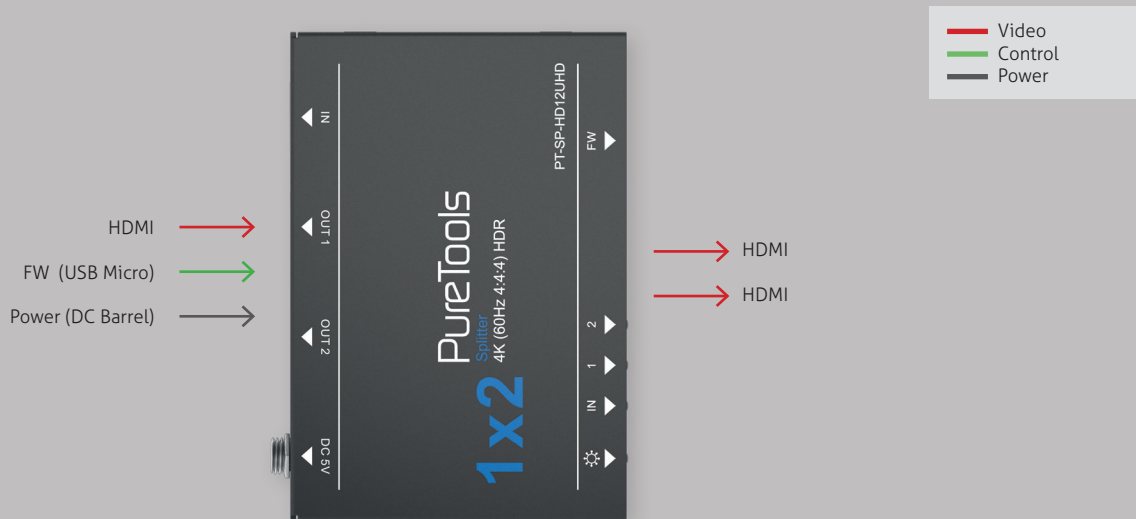 Video
Control
Power
HDMI
FW (USB Micro)
Power (DC Barrel)
IN
OUT 1
OUT 2
DC 5V
PureTools
Splitter
4K (60Hz 4:4:4) HDR
1x2
PT-SP-HD12UHD
FW
2
1
IN
HDMI
HDMI